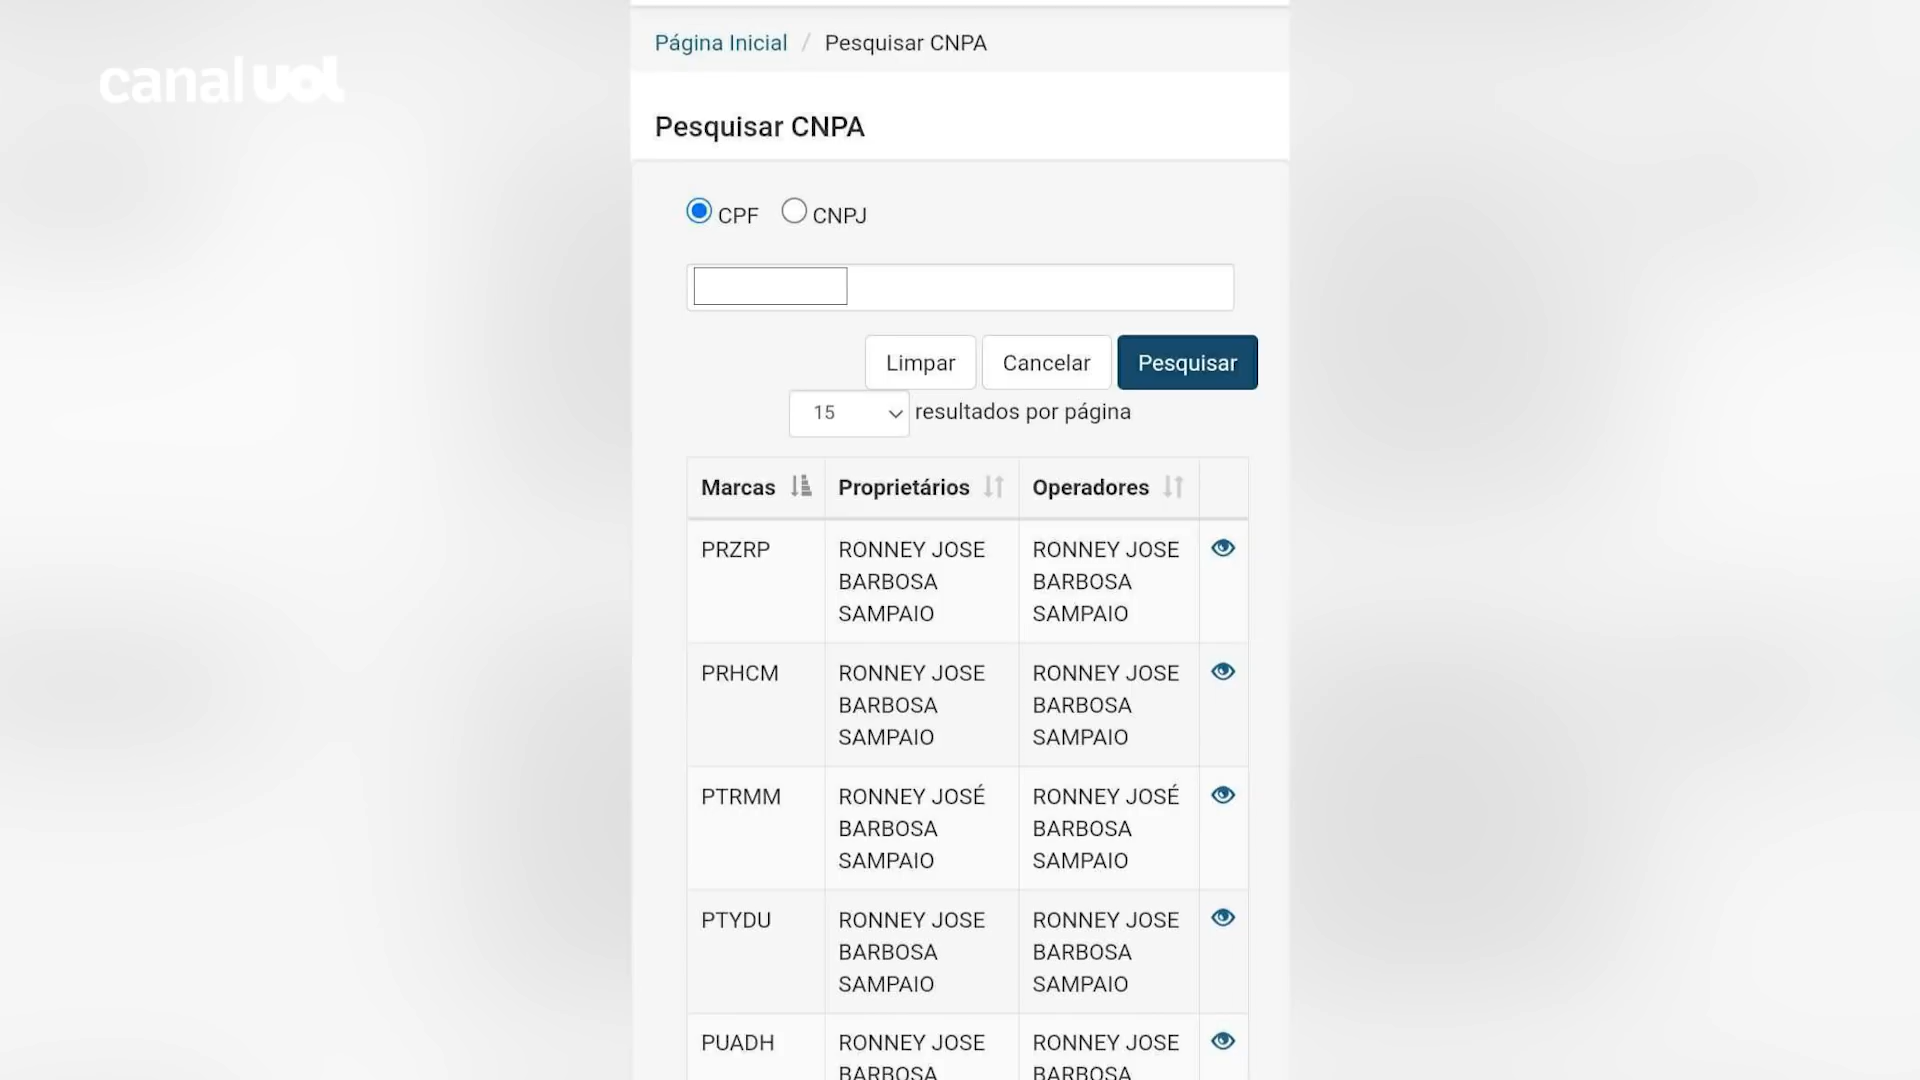 canal uol
Página Inicial / Pesquisar CNPA
Pesquisar CNPA
CPF CNPJ
Limpar Cancelar Pesquisar
15 resultados por página
Marcas Proprietários Operadores
PRZRP RONNEY JOSE RONNEY JOSE
BARBOSA BARBOSA
SAMPAIO SAMPAIO
PRHCM RONNEY JOSE RONNEY JOSE
BARBOSA BARBOSA
SAMPAIO SAMPAIO
PTRMM RONNEY JOSÉ RONNEY JOSÉ
BARBOSA BARBOSA
SAMPAIO SAMPAIO
PTYDU RONNEY JOSE RONNEY JOSE
BARBOSA BARBOSA
SAMPAIO SAMPAIO
PUADH RONNEY JOSE RONNEY JOSE
BARBOSA BARBOSA